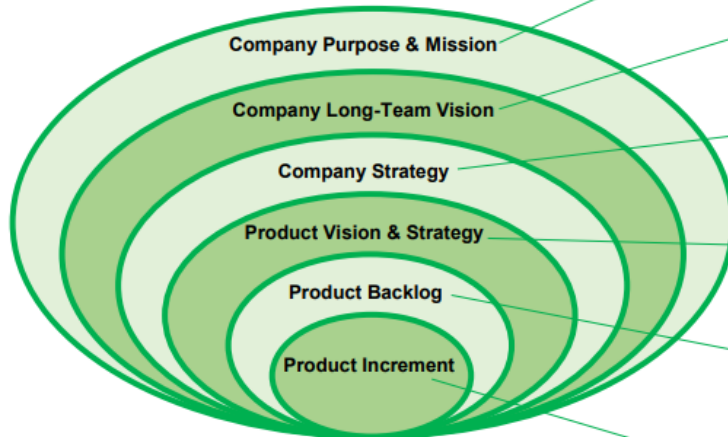 Company Purpose & Mission
Company Long-Team Vision
Company Strategy
Product Vision & Strategy
Product Backlog
Product Increment